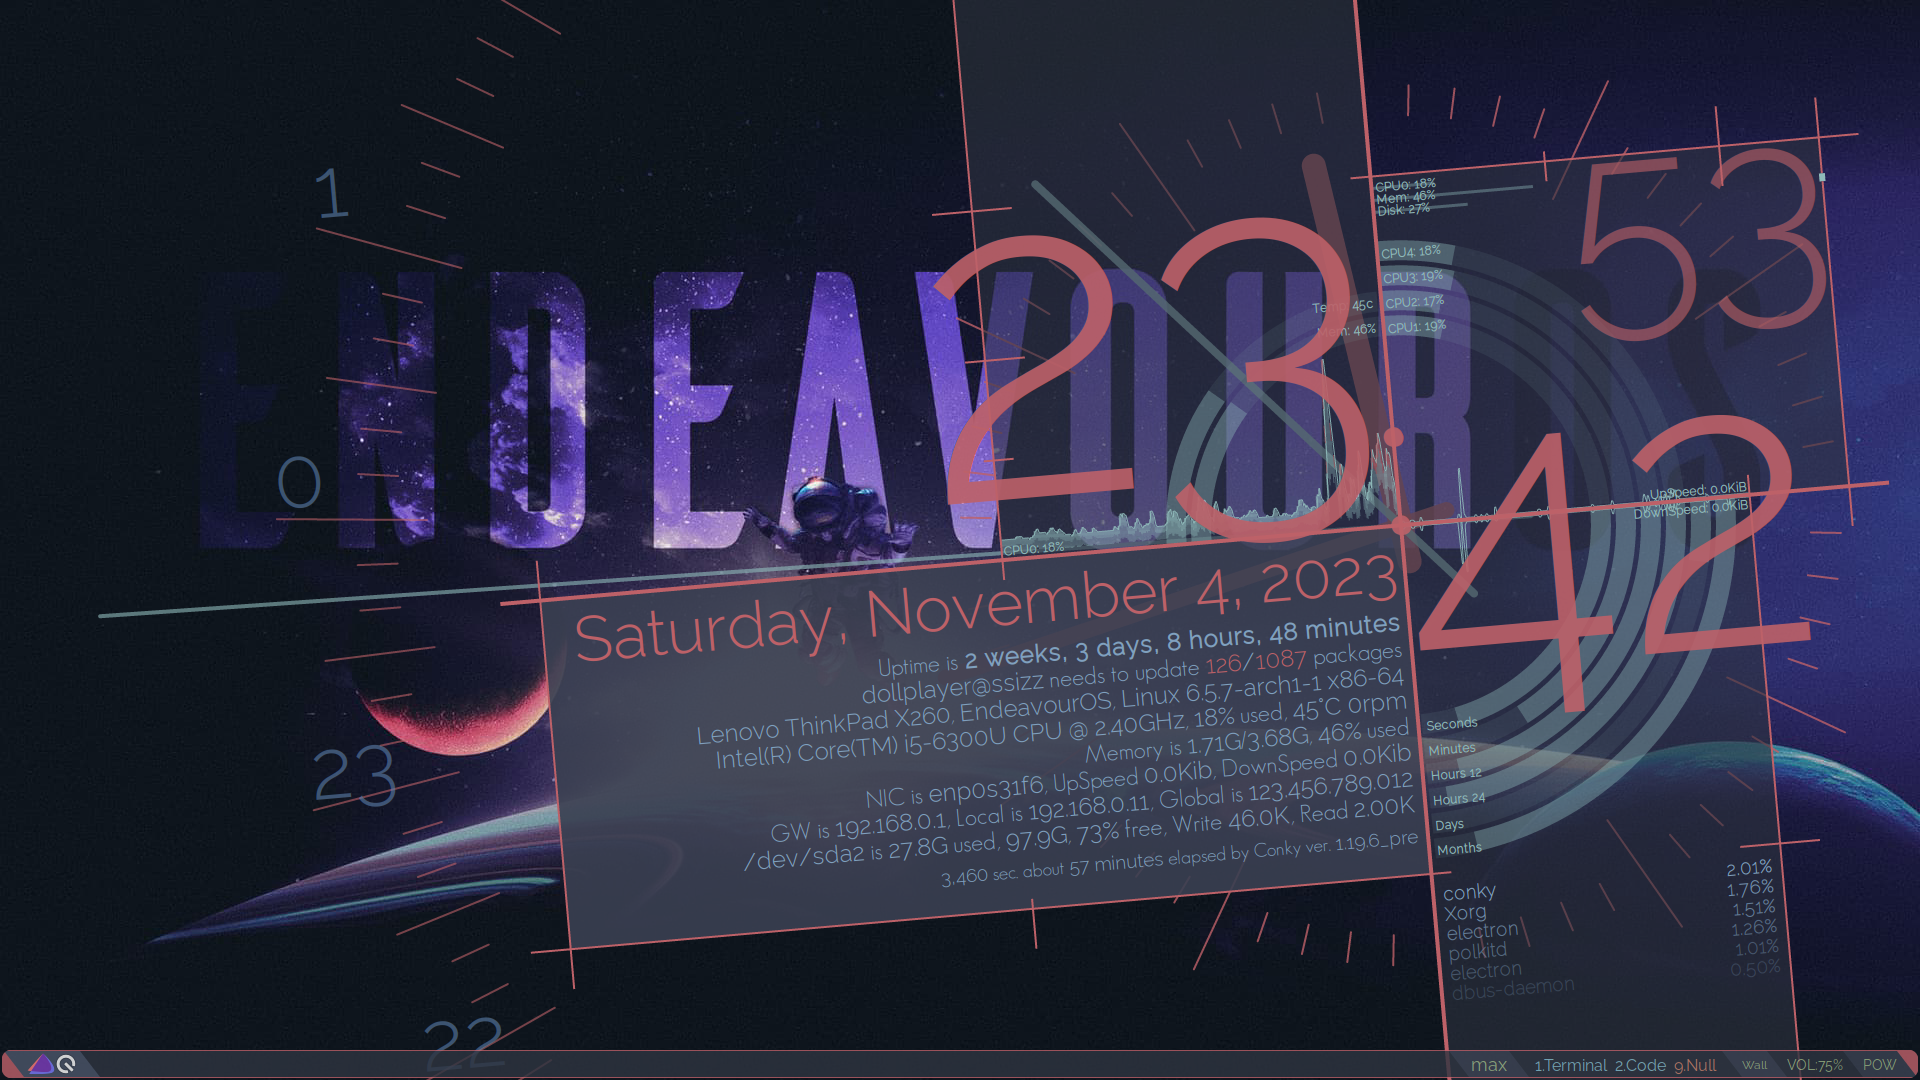 ENDEAVOUROS
1
0
23
22
23:42
53
CPU0: 18%
Mem: 46%
Disk: 27%
CPU4: 18%
CPU3: 19%
CPU2: 17%
CPU1: 19%
45c
46%
CPU0: 18%
UpSpeed: 0.0KiB
DownSpeed: 0.0KiB
Saturday, November 4, 2023
Uptime is 2 weeks, 3 days, 8 hours, 48 minutes
dollplayer@ssizz needs to update 126/1087 packages
Lenovo ThinkPad X260, EndeavourOS, Linux 6.5.7-arch1-1 x86-64
Intel(R) Core(TM) i5-6300U CPU @ 2.40GHz, 18% used, 45°C 0rpm
Memory is 1.71G/3.68G, 46% used
NIC is enp0s31f6, UpSpeed 0.0Kib, DownSpeed 0.0Kib
GW is 192.168.0.1, Local is 192.168.0.11, Global is 123.456.789.012
/dev/sda2 is 27.8G used, 97.9G, 73% free, Write 46.0K, Read 2.00K
3,460 sec. about 57 minutes elapsed by Conky ver. 1.19.6_pre
Seconds
Minutes
Hours 12
Hours 24
Days
Months
conky 2.01%
Xorg 1.76%
electron 1.51%
polkitd 1.26%
electron 1.01%
dbus-daemon 0.50%
max 1.Terminal 2.Code 9.Null Wall VOL:75% POW